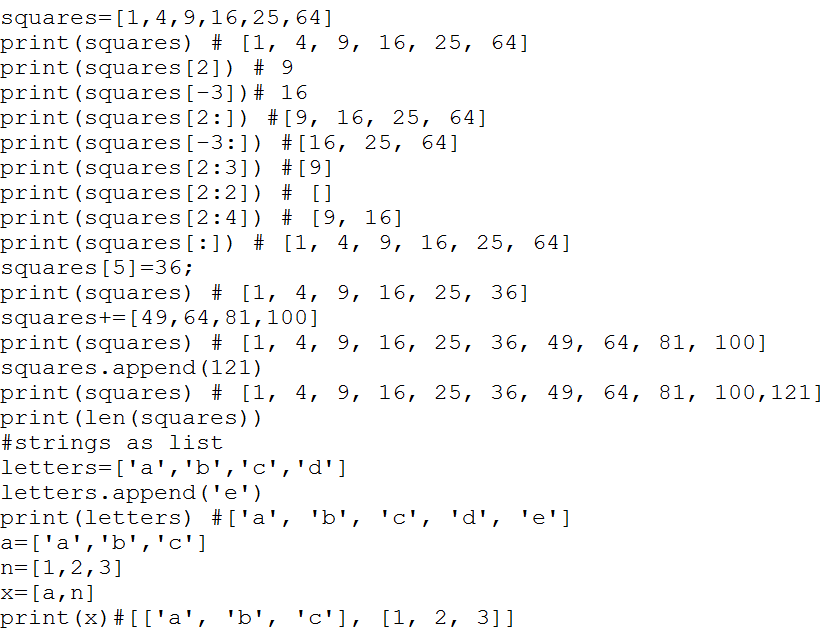 squares=[1,4,9,16,25,64]
print(squares) # [1, 4, 9, 16, 25, 64]
print(squares[2]) # 9
print(squares[-3])# 16
print(squares[2:]) #[9, 16, 25, 64]
print(squares[-3:]) #[16, 25, 64]
print(squares[2:3]) #[9]
print(squares[2:2]) # []
print(squares[2:4]) # [9, 16]
print(squares[:]) # [1, 4, 9, 16, 25, 64]
squares[5]=36;
print(squares) # [1, 4, 9, 16, 25, 36]
squares+=[49,64,81,100]
print(squares) # [1, 4, 9, 16, 25, 36, 49, 64, 81, 100]
squares.append(121)
print(squares) # [1, 4, 9, 16, 25, 36, 49, 64, 81, 100,121]
print(len(squares))
#strings as list
letters=['a','b','c','d']
letters.append('e')
print(letters) #['a', 'b', 'c', 'd', 'e']
a=['a','b','c']
n=[1,2,3]
x=[a,n]
print(x)#[['a', 'b', 'c'], [1, 2, 3]]